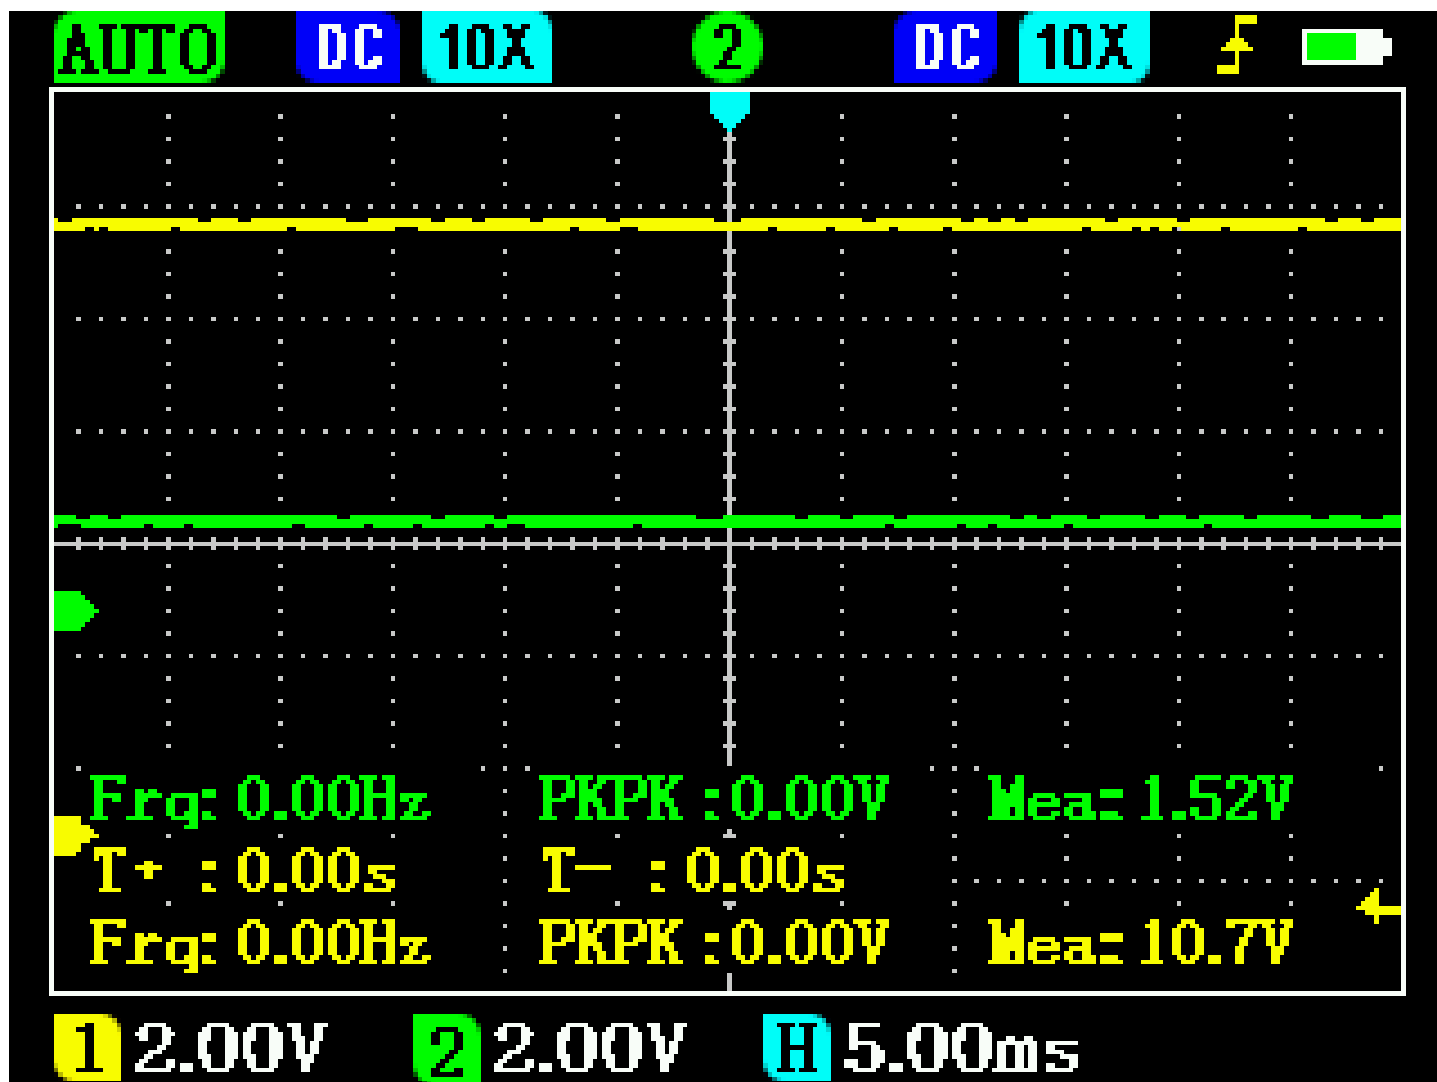 AUTO DC 10X 2 DC 10X
Frq: 0.00Hz PKPK :0.00V Mea: 1.52V
T+ : 0.00s T- : 0.00s
Frq: 0.00Hz PKPK :0.00V Mea: 10.7V
1 2.00V 2 2.00V H 5.00ms